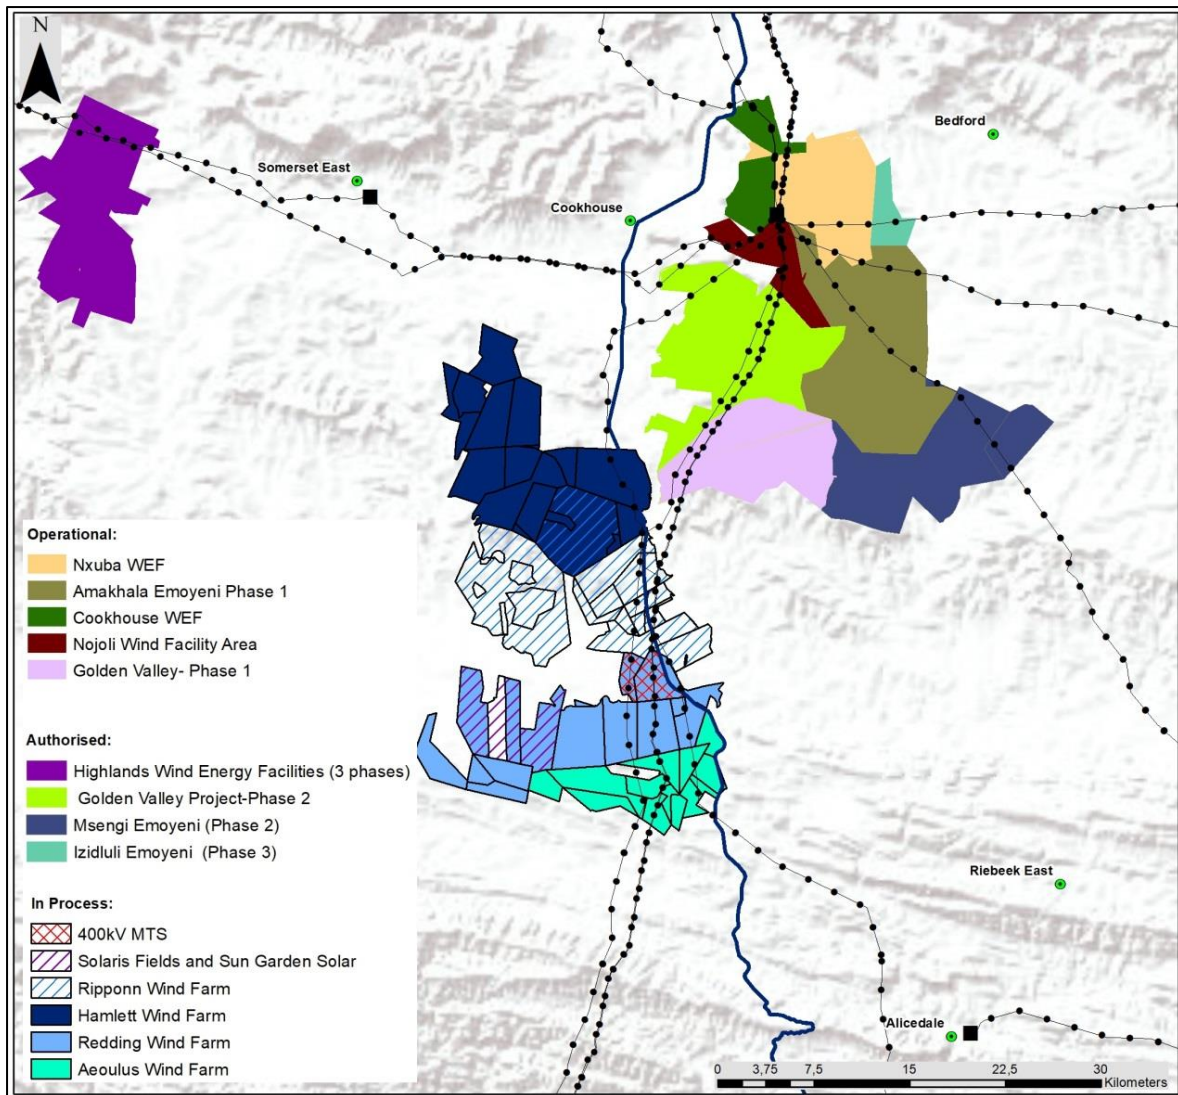 N
Bedford
Somerset East
Cookhouse
Operational:
Nxuba WEF
Amakhala Emoyeni Phase 1
Cookhouse WEF
Nojoli Wind Facility Area
Golden Valley- Phase 1
Authorised:
Highlands Wind Energy Facilities (3 phases)
Golden Valley Project-Phase 2
Msengi Emoyeni (Phase 2)
Izidluli Emoyeni (Phase 3)
Riebeek East
In Process:
400kV MTS
Solaris Fields and Sun Garden Solar
Ripponn Wind Farm
Hamlett Wind Farm
Redding Wind Farm
Aeoulus Wind Farm
Alicedale
0 3,75 7,5 15 22,5 30
Kilometers